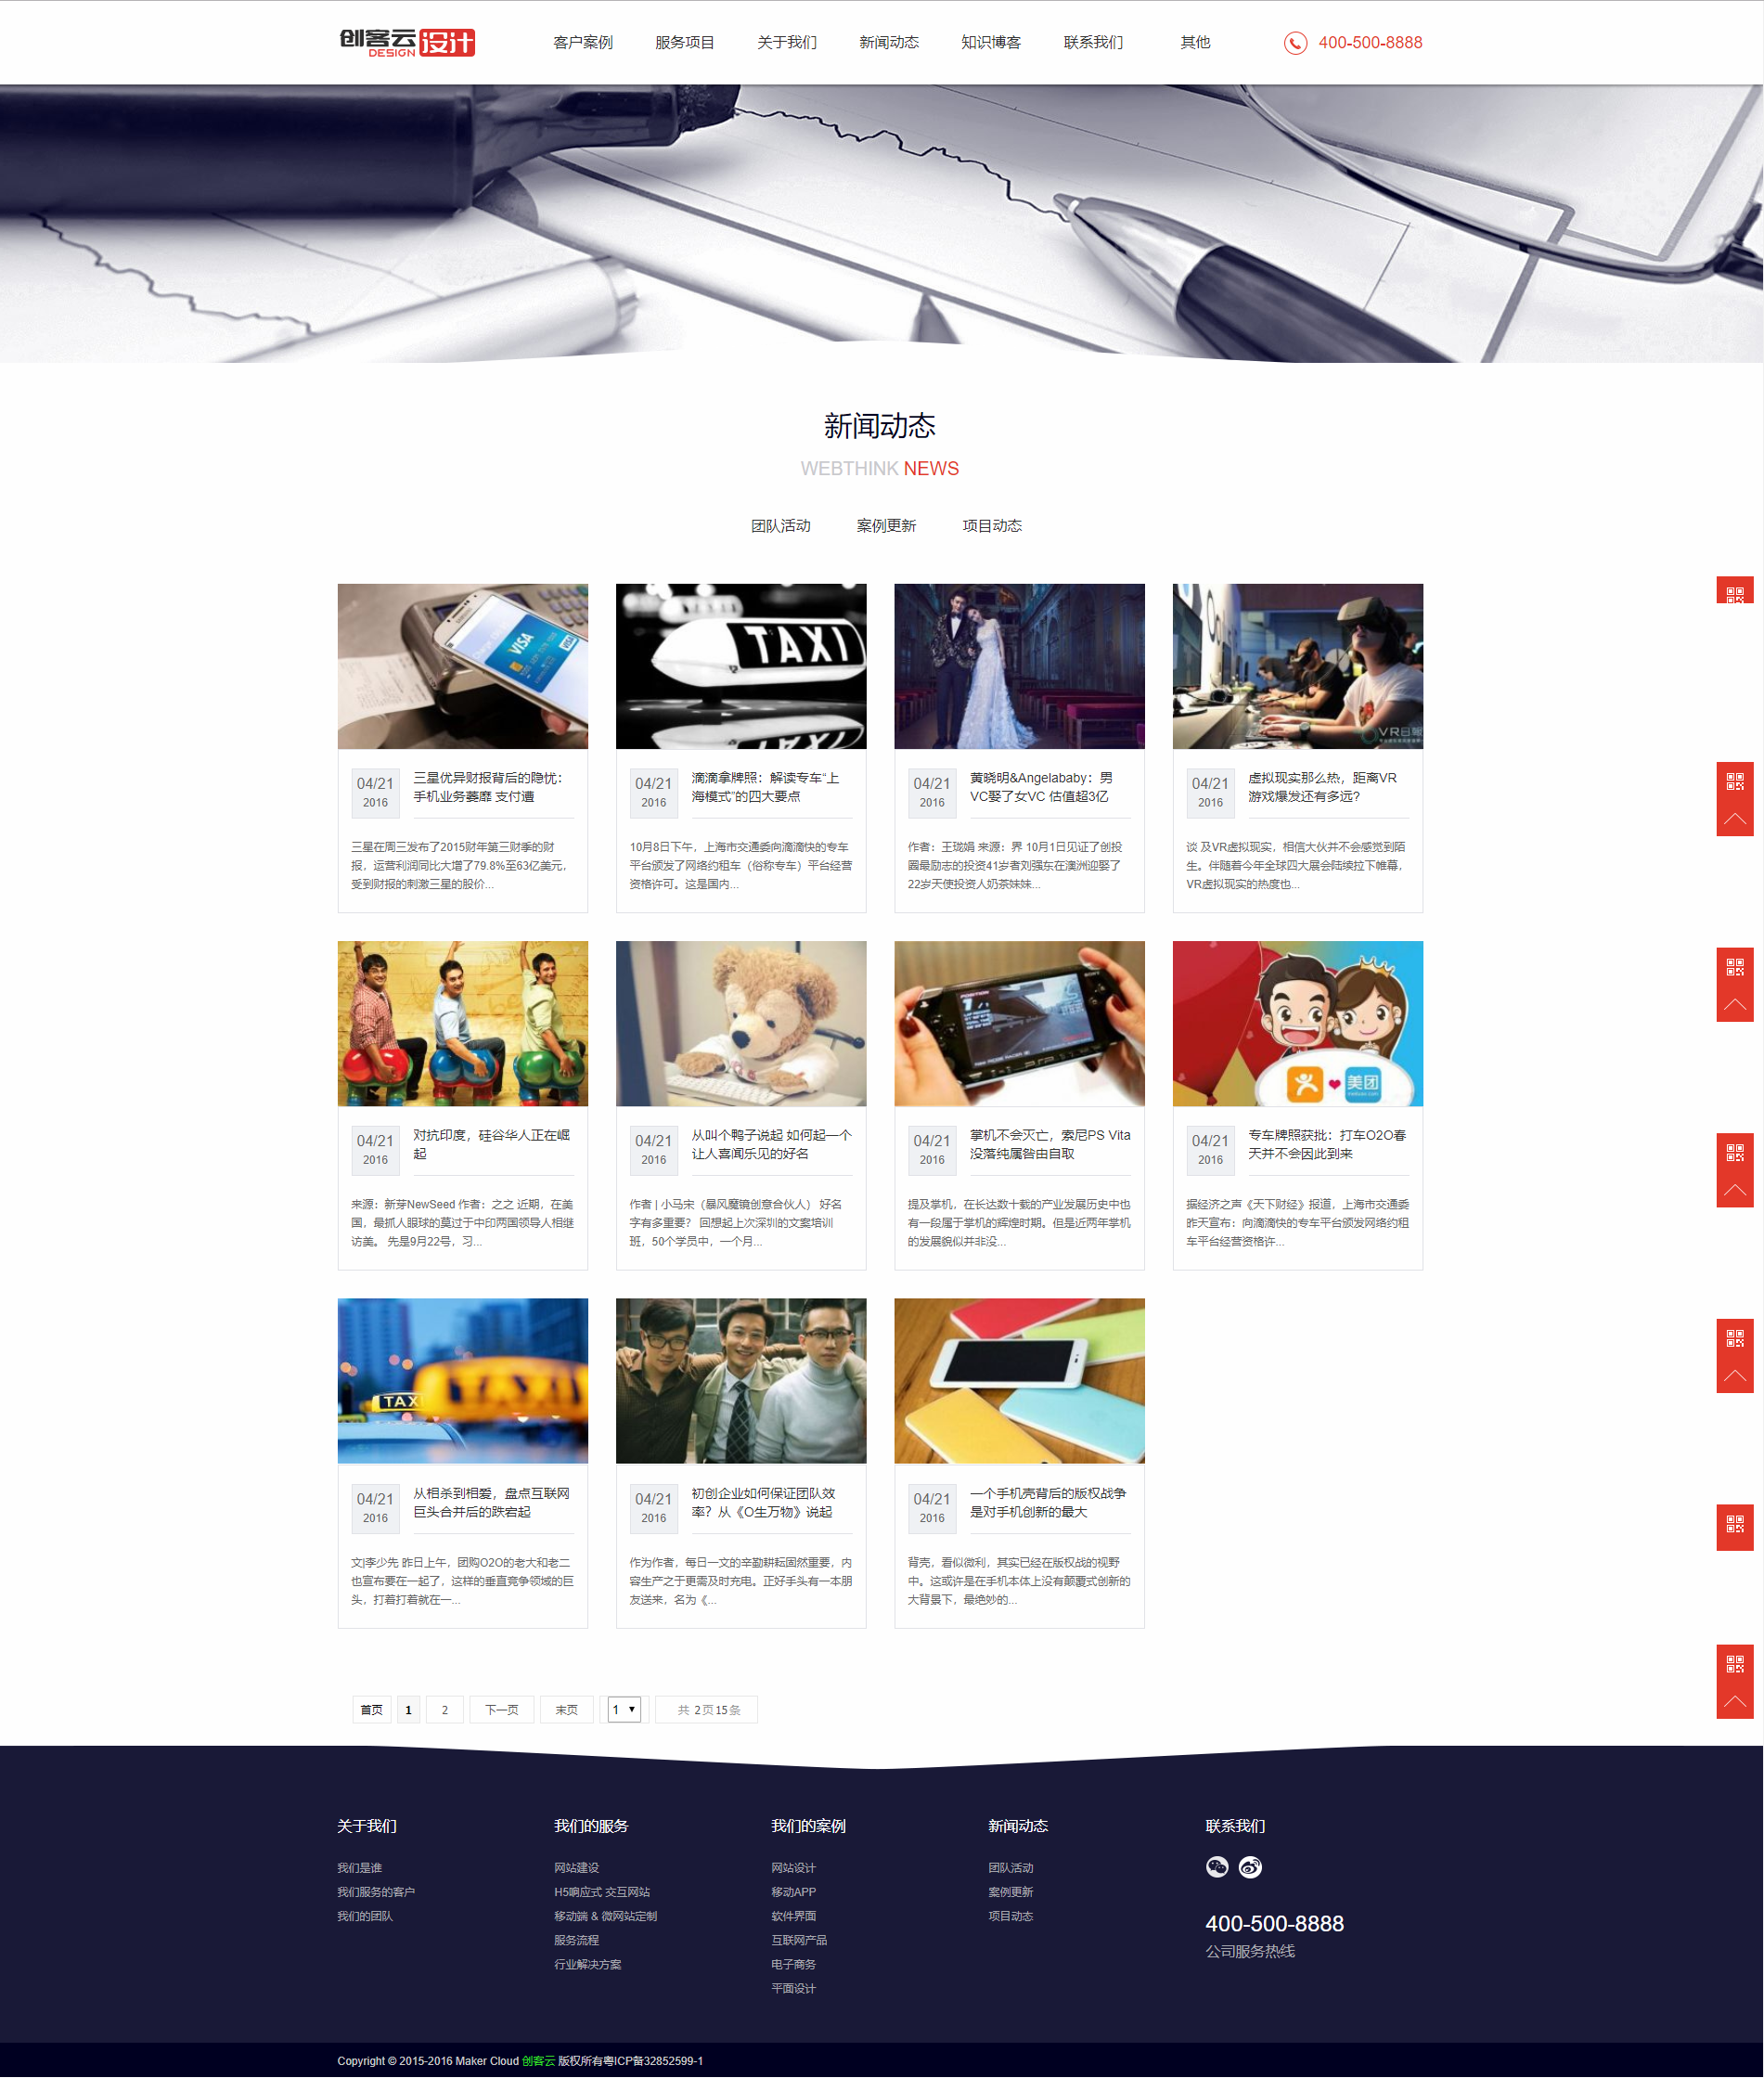 创客云 设计
DESIGN
客户案例 服务项目 关于我们 新闻动态 知识博客 联系我们 其他 400-500-8888
新闻动态
WEBTHINK NEWS
团队活动 案例更新 项目动态
VISA
VISA
TAXI
VR日报
04/21
2016
三星优异财报背后的隐忧：
手机业务萎靡 支付遭
三星在周三发布了2015财年第三财季的财
报，运营利润同比大增了79.8%至63亿美元，
受到财报的刺激三星的股价...
04/21
2016
滴滴拿牌照：解读专车“上
海模式”的四大要点
10月8日下午，上海市交通委向滴滴快的专车
平台颁发了网络约租车（俗称专车）平台经营
资格许可。这是国内...
04/21
2016
黄晓明&Angelababy：男
VC娶了女VC 估值超3亿
作者：王珑娟 来源：界 10月1日见证了创投
圈最励志的投资41岁者刘强东在澳洲迎娶了
22岁天使投资人奶茶妹妹...
04/21
2016
虚拟现实那么热，距离VR
游戏爆发还有多远?
谈 及VR虚拟现实，相信大伙并不会感觉到陌
生。伴随着今年全球四大展会陆续拉下帷幕，
VR虚拟现实的热度也...
SONY
美团
04/21
2016
对抗印度，硅谷华人正在崛
起
来源：新芽NewSeed 作者：之之 近期，在美
国，最抓人眼球的莫过于中印两国领导人相继
访美。 先是9月22号，习...
04/21
2016
从叫个鸭子说起 如何起一个
让人喜闻乐见的好名
作者 | 小马宋（暴风魔镜创意合伙人） 好名
字有多重要？ 回想起上次深圳的文案培训
班，50个学员中，一个月...
04/21
2016
掌机不会灭亡，索尼PS Vita
没落纯属咎由自取
提及掌机，在长达数十载的产业发展历史中也
有一段属于掌机的辉煌时期。但是近两年掌机
的发展貌似并非没...
04/21
2016
专车牌照获批：打车O2O春
天并不会因此到来
据经济之声《天下财经》报道，上海市交通委
昨天宣布：向滴滴快的专车平台颁发网络约租
车平台经营资格许...
TAXI
04/21
2016
从相杀到相爱，盘点互联网
巨头合并后的跌宕起
文|李少先 昨日上午，团购O2O的老大和老二
也宣布要在一起了，这样的垂直竞争领域的巨
头，打着打着就在一...
04/21
2016
初创企业如何保证团队效
率？从《O生万物》说起
作为作者，每日一文的辛勤耕耘固然重要，内
容生产之于更需及时充电。正好手头有一本朋
友送来，名为《...
04/21
2016
一个手机壳背后的版权战争
是对手机创新的最大
背壳，看似微利，其实已经在版权战的视野
中。这或许是在手机本体上没有颠覆式创新的
大背景下，最绝妙的...
首页 1 2 下一页 末页 1 共 2页15条
关于我们
我们是谁
我们服务的客户
我们的团队
我们的服务
网站建设
H5响应式 交互网站
移动端 & 微网站定制
服务流程
行业解决方案
我们的案例
网站设计
移动APP
软件界面
互联网产品
电子商务
平面设计
新闻动态
团队活动
案例更新
项目动态
联系我们
400-500-8888
公司服务热线
Copyright © 2015-2016 Maker Cloud 创客云 版权所有粤ICP备32852599-1